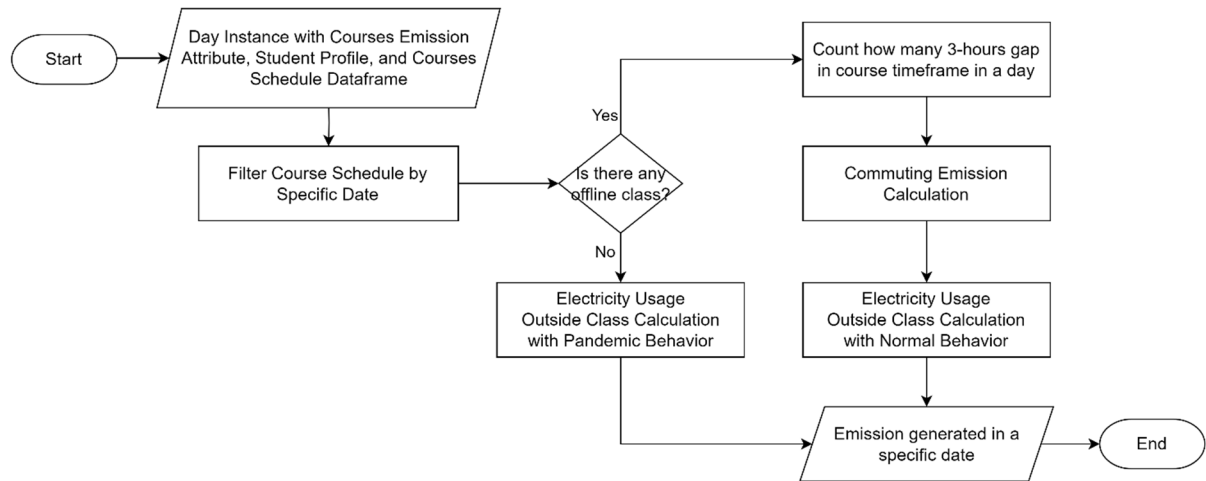 Start
Day Instance with Courses Emission
Attribute, Student Profile, and Courses
Schedule Dataframe
Filter Course Schedule by
Specific Date
Is there any
offline class?
Yes
No
Count how many 3-hours gap
in course timeframe in a day
Commuting Emission
Calculation
Electricity Usage
Outside Class Calculation
with Pandemic Behavior
Electricity Usage
Outside Class Calculation
with Normal Behavior
Emission generated in a
specific date
End